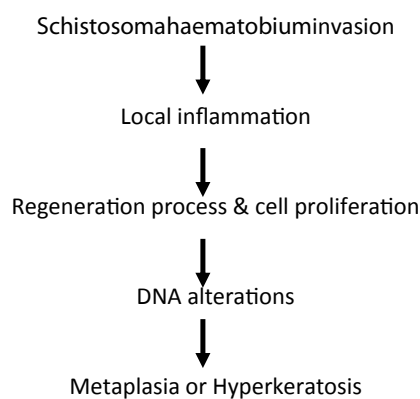 Schistosomahaematobiuminvasion
Local inflammation
Regeneration process & cell proliferation
DNA alterations
Metaplasia or Hyperkeratosis